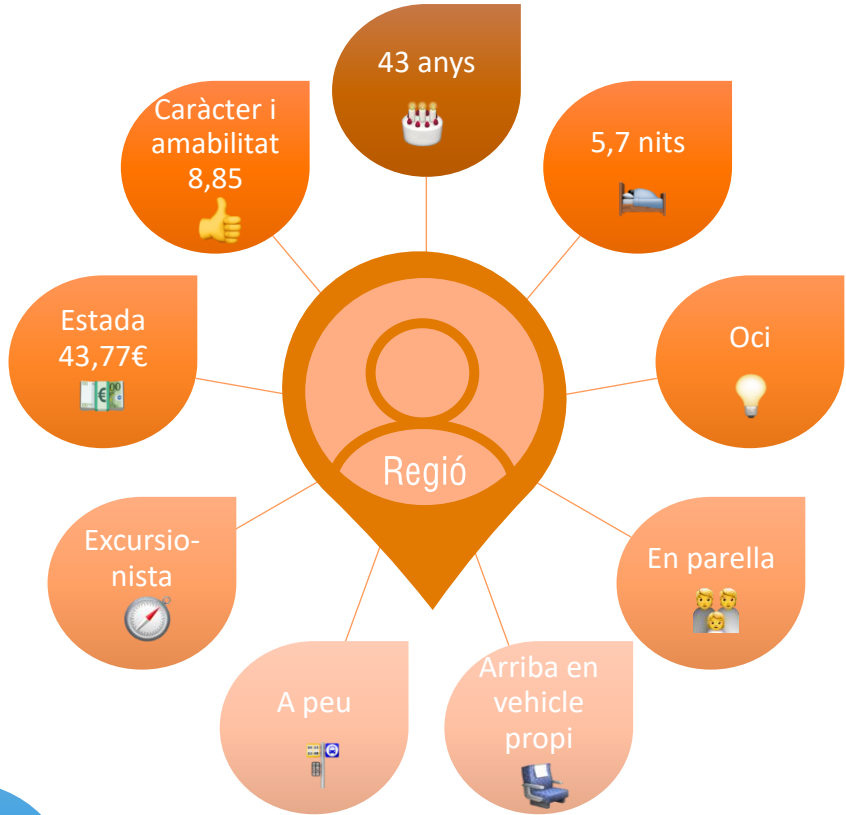 43 anys
5,7 nits
Oci
En parella
Arriba en
vehicle
propi
A peu
Excursio-
nista
Estada
43,77€
Caràcter i
amabilitat
8,85
Regió